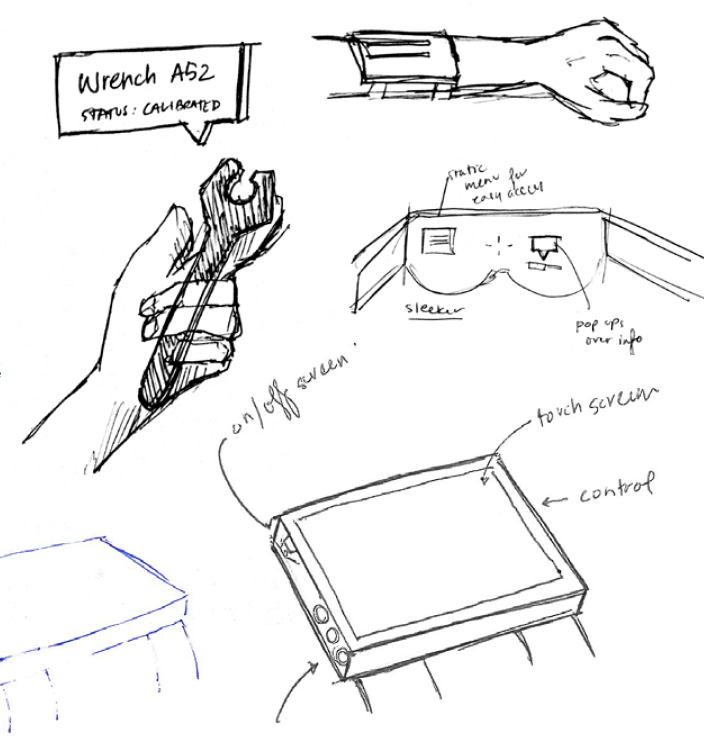 Wrench A52
STATUS: CALIBRATED
static
menu for
easy access
sleeker
pop ups
over info
on/off screen
touch screen
control